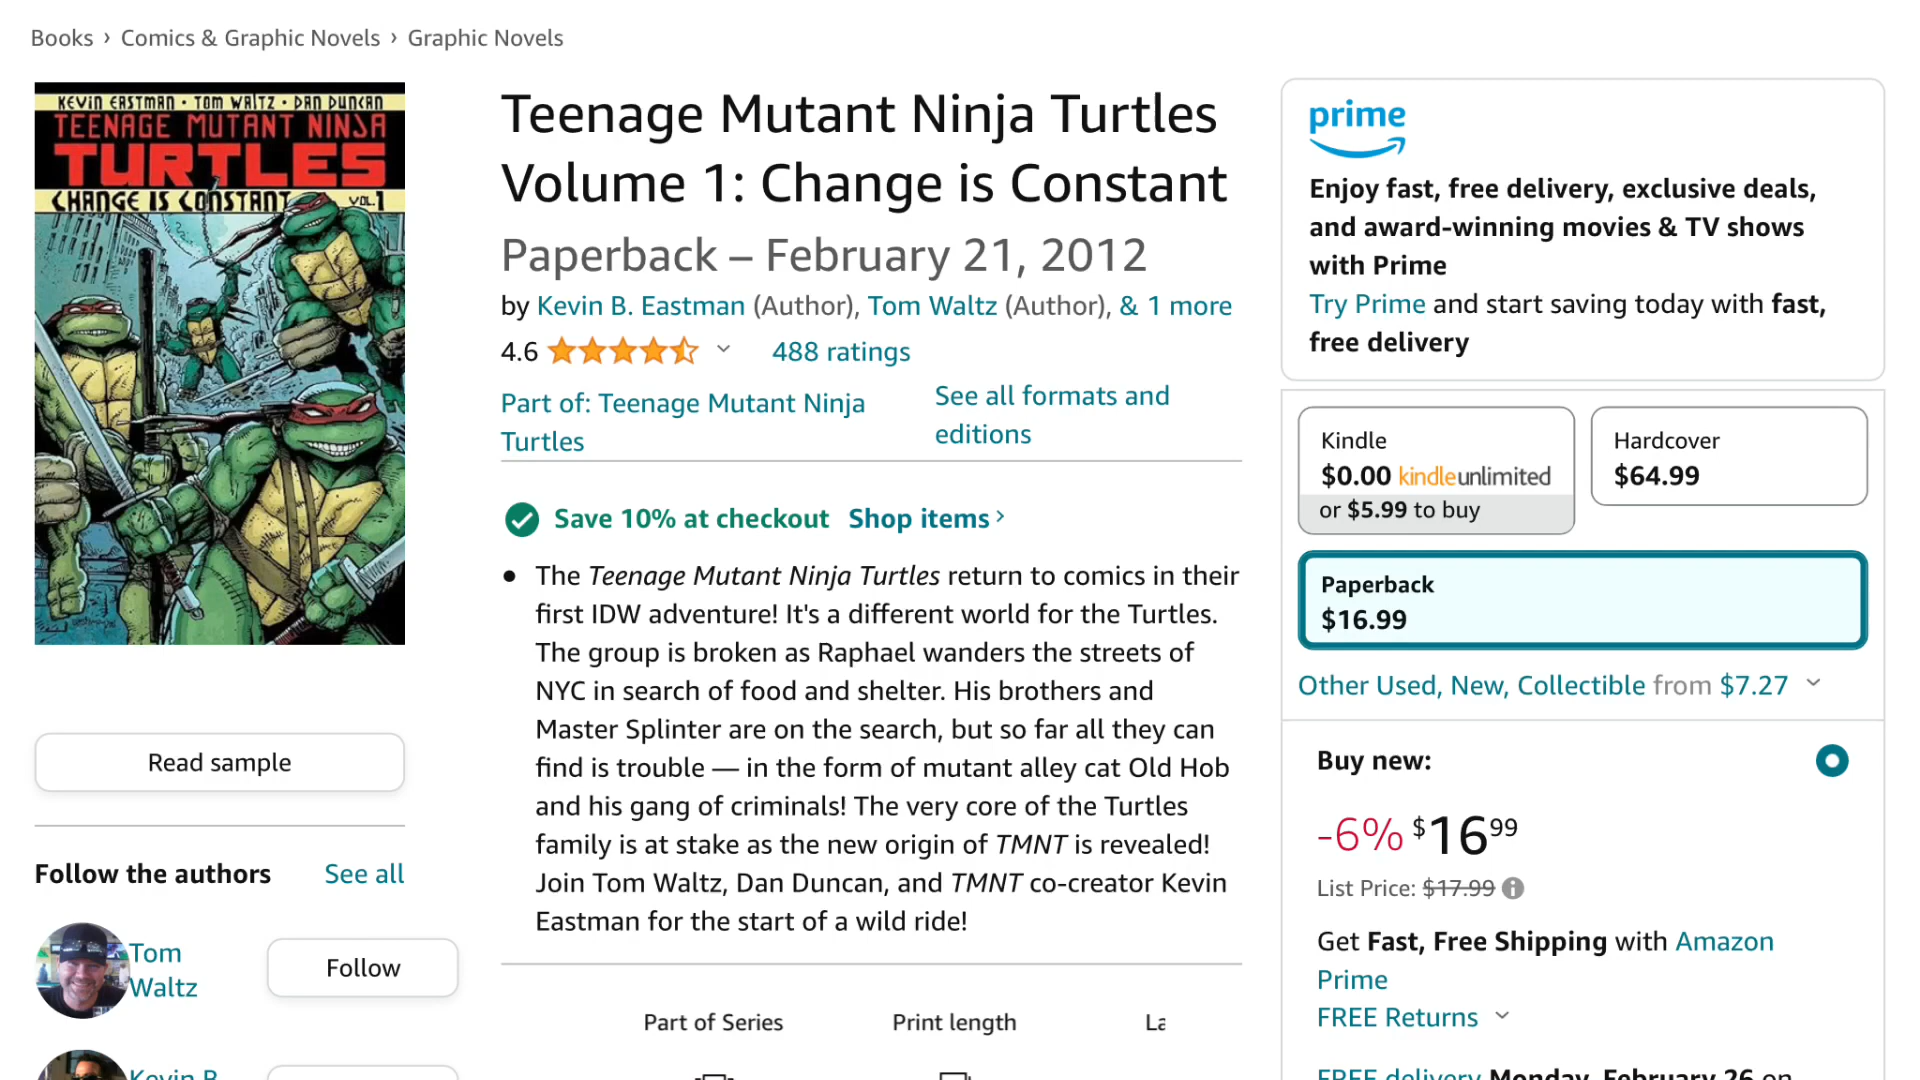 Books › Comics & Graphic Novels › Graphic Novels
KEVIN EASTMAN • TOM WALTZ • DAN DUNCAN
TEENAGE MUTANT NINJA
TURTLES
CHANGE IS CONSTANT VOL. 1
Read sample
Follow the authors See all
Tom
Waltz
Follow
Kevin B.
Teenage Mutant Ninja Turtles
Volume 1: Change is Constant
Paperback – February 21, 2012
by Kevin B. Eastman (Author), Tom Waltz (Author), & 1 more
4.6 488 ratings
Part of: Teenage Mutant Ninja
Turtles
See all formats and
editions
Save 10% at checkout Shop items ›
• The Teenage Mutant Ninja Turtles return to comics in their
first IDW adventure! It's a different world for the Turtles.
The group is broken as Raphael wanders the streets of
NYC in search of food and shelter. His brothers and
Master Splinter are on the search, but so far all they can
find is trouble — in the form of mutant alley cat Old Hob
and his gang of criminals! The very core of the Turtles
family is at stake as the new origin of TMNT is revealed!
Join Tom Waltz, Dan Duncan, and TMNT co-creator Kevin
Eastman for the start of a wild ride!
Part of Series Print length La
prime
Enjoy fast, free delivery, exclusive deals,
and award-winning movies & TV shows
with Prime
Try Prime and start saving today with fast,
free delivery
Kindle
$0.00 kindleunlimited
or $5.99 to buy
Hardcover
$64.99
Paperback
$16.99
Other Used, New, Collectible from $7.27
Buy new:
-6% $16 99
List Price: $17.99
Get Fast, Free Shipping with Amazon
Prime
FREE Returns
FREE delivery Monday, February 26 on